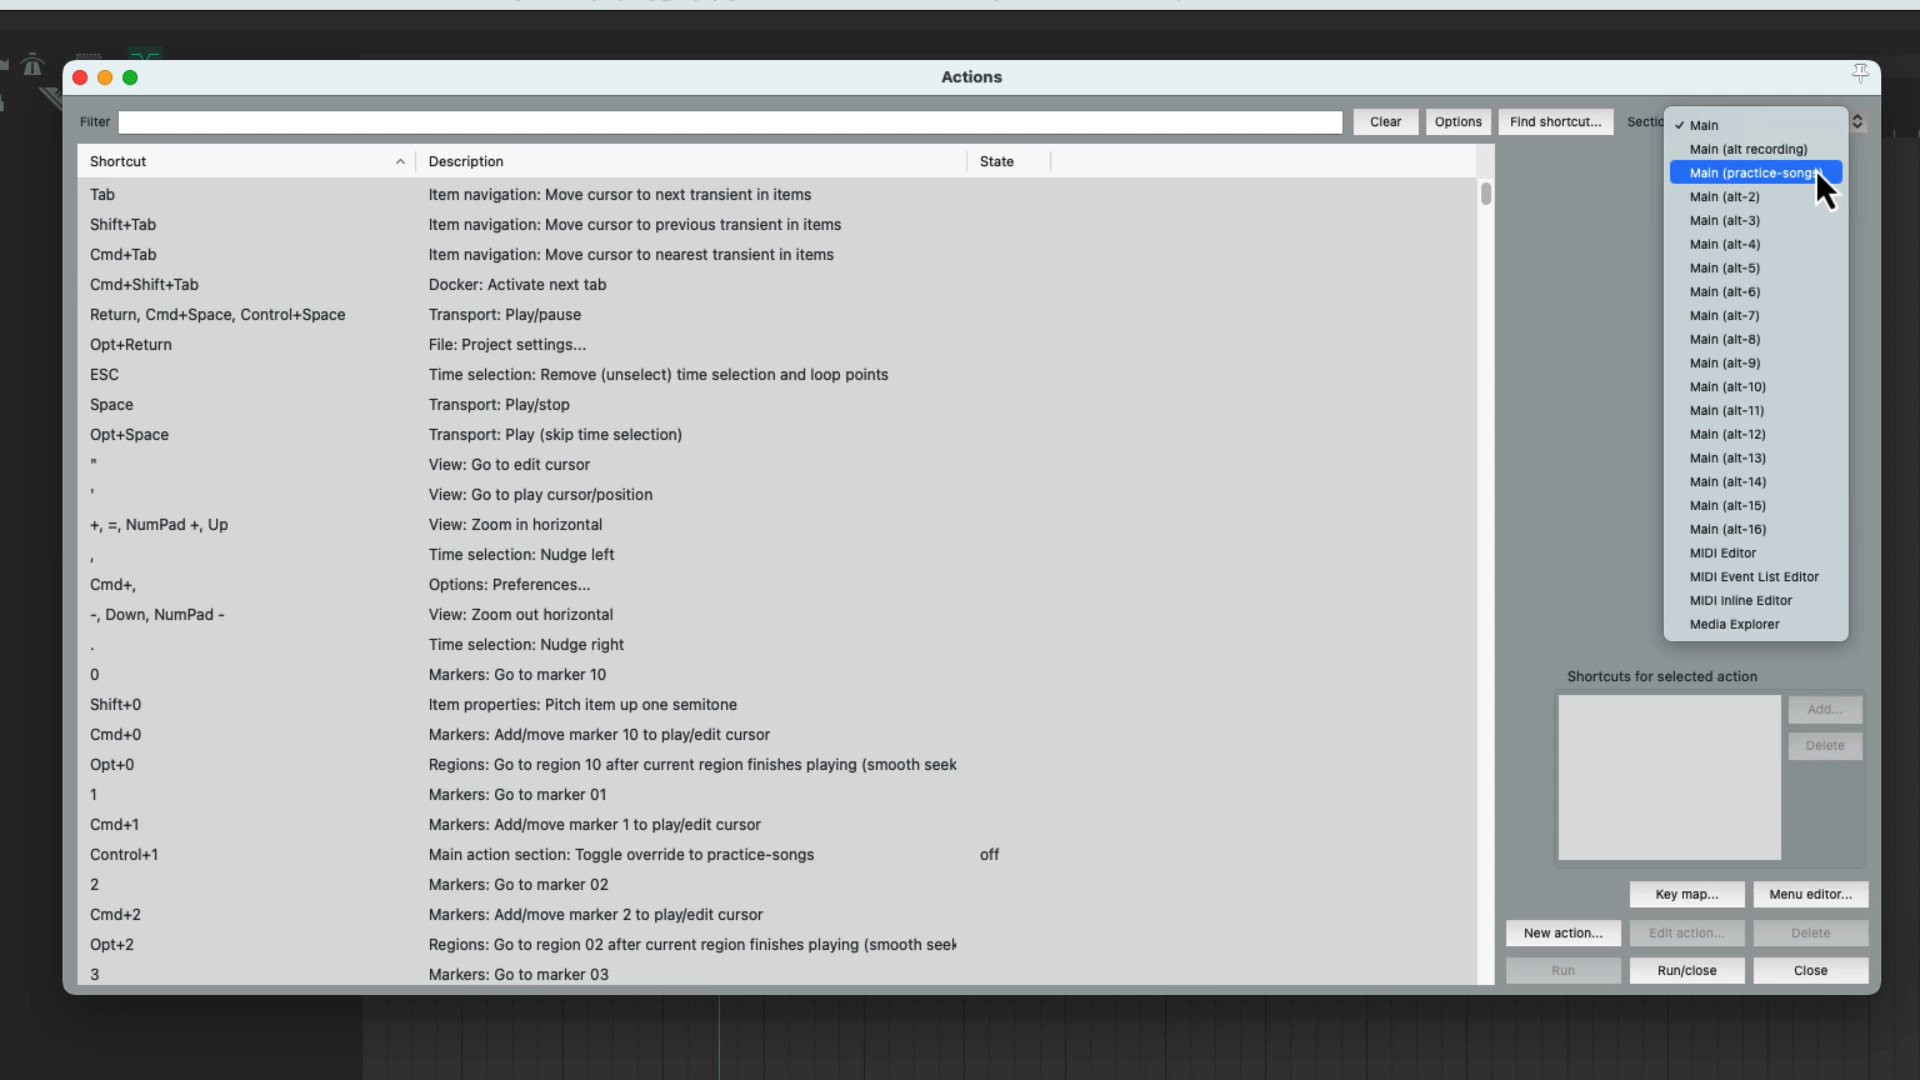 Actions
Filter
Clear
Options
Find shortcut...
Shortcut
Description
State
Tab
Item navigation: Move cursor to next transient in items
Shift+Tab
Item navigation: Move cursor to previous transient in items
Cmd+Tab
Item navigation: Move cursor to nearest transient in items
Cmd+Shift+Tab
Docker: Activate next tab
Return, Cmd+Space, Control+Space
Transport: Play/pause
Opt+Return
File: Project settings...
ESC
Time selection: Remove (unselect) time selection and loop points
Space
Transport: Play/stop
Opt+Space
Transport: Play (skip time selection)
"
View: Go to edit cursor
'
View: Go to play cursor/position
+, =, NumPad +, Up
View: Zoom in horizontal
,
Time selection: Nudge left
Cmd+,
Options: Preferences...
-, Down, NumPad -
View: Zoom out horizontal
.
Time selection: Nudge right
0
Markers: Go to marker 10
Shift+0
Item properties: Pitch item up one semitone
Cmd+0
Markers: Add/move marker 10 to play/edit cursor
Opt+0
Regions: Go to region 10 after current region finishes playing (smooth seek
1
Markers: Go to marker 01
Cmd+1
Markers: Add/move marker 1 to play/edit cursor
Control+1
Main action section: Toggle override to practice-songs
off
2
Markers: Go to marker 02
Cmd+2
Markers: Add/move marker 2 to play/edit cursor
Opt+2
Regions: Go to region 02 after current region finishes playing (smooth seek
3
Markers: Go to marker 03
Sectio
✓ Main
Main (alt recording)
Main (practice-songs)
Main (alt-2)
Main (alt-3)
Main (alt-4)
Main (alt-5)
Main (alt-6)
Main (alt-7)
Main (alt-8)
Main (alt-9)
Main (alt-10)
Main (alt-11)
Main (alt-12)
Main (alt-13)
Main (alt-14)
Main (alt-15)
Main (alt-16)
MIDI Editor
MIDI Event List Editor
MIDI Inline Editor
Media Explorer
Shortcuts for selected action
Add...
Delete
Key map...
Menu editor...
New action...
Edit action...
Delete
Run
Run/close
Close